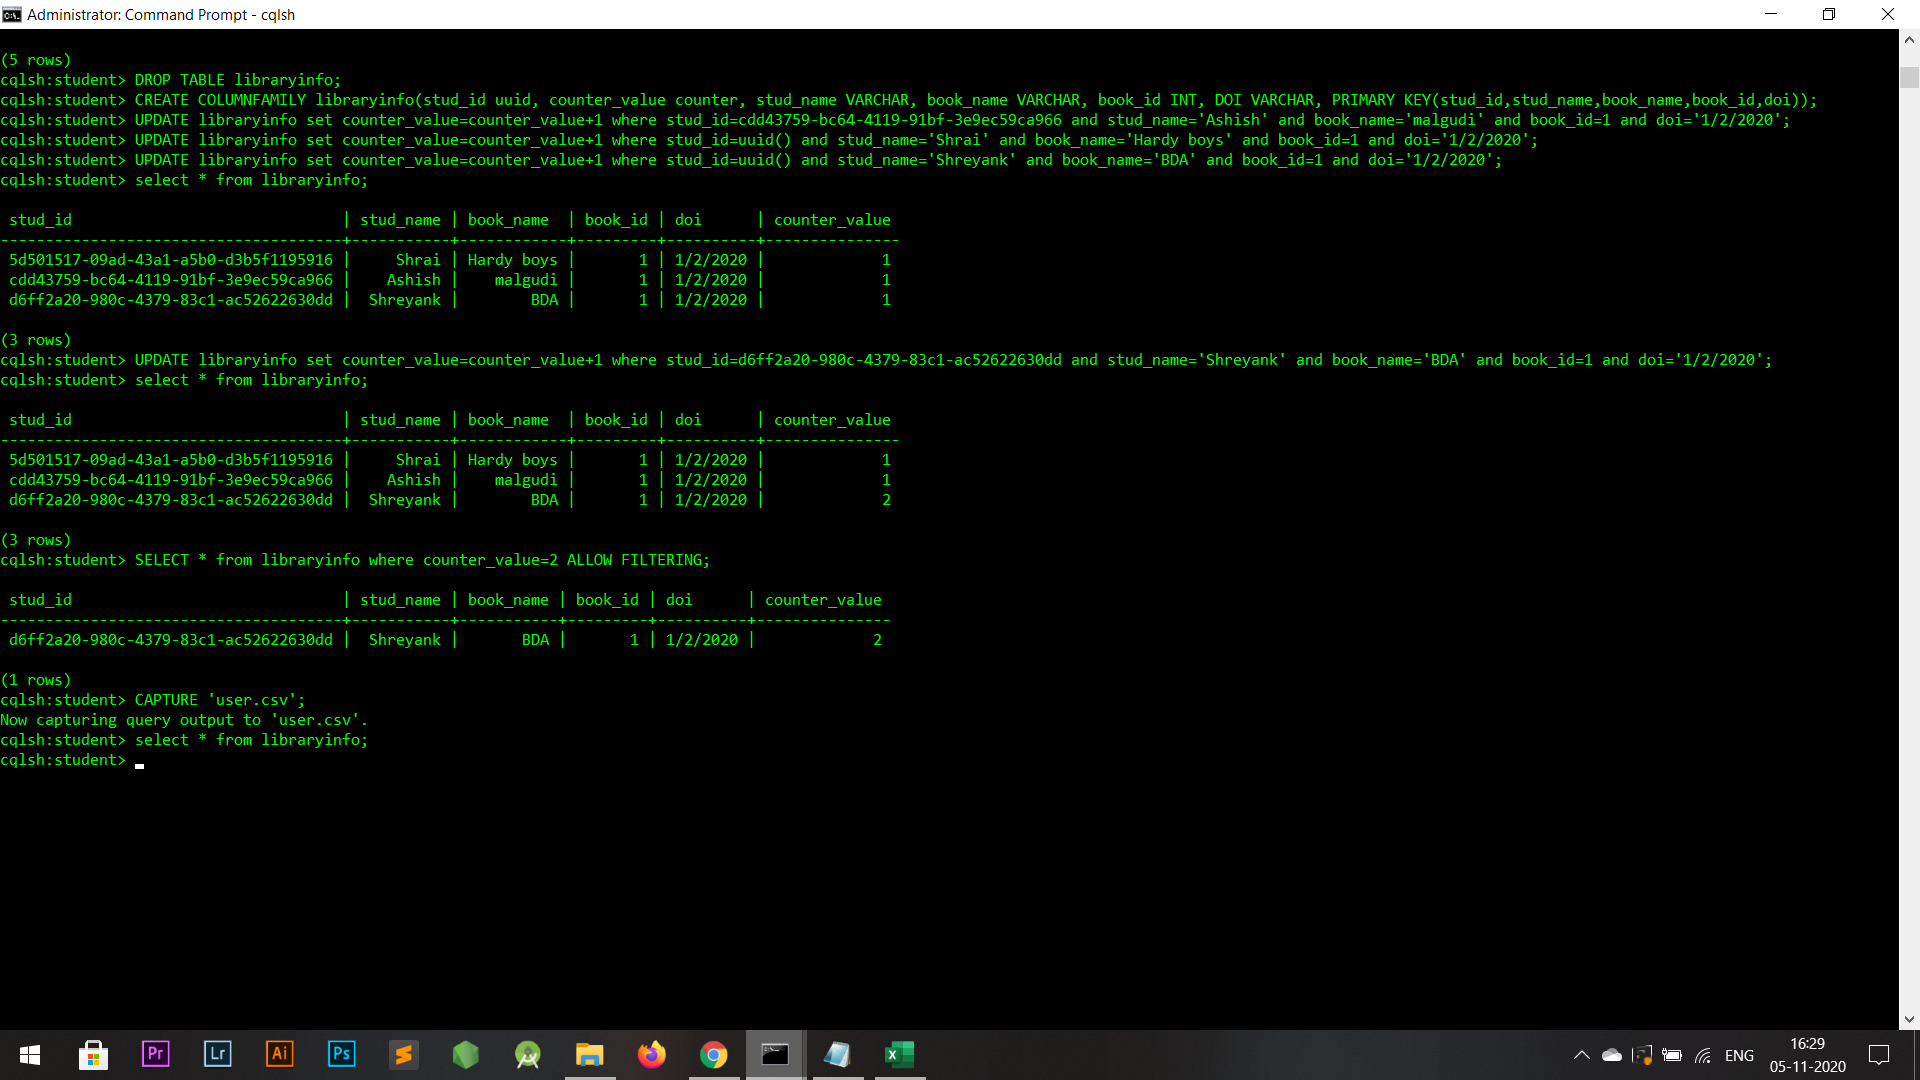 Administrator: Command Prompt - cqlsh
(5 rows)
cqlsh:student> DROP TABLE libraryinfo;
cqlsh:student> CREATE COLUMNFAMILY libraryinfo(stud_id uuid, counter_value counter, stud_name VARCHAR, book_name VARCHAR, book_id INT, DOI VARCHAR, PRIMARY KEY(stud_id,stud_name,book_name,book_id,doi));
cqlsh:student> UPDATE libraryinfo set counter_value=counter_value+1 where stud_id=cdd43759-bc64-4119-91bf-3e9ec59ca966 and stud_name='Ashish' and book_name='malgudi' and book_id=1 and doi='1/2/2020';
cqlsh:student> UPDATE libraryinfo set counter_value=counter_value+1 where stud_id=uuid() and stud_name='Shrai' and book_name='Hardy boys' and book_id=1 and doi='1/2/2020';
cqlsh:student> UPDATE libraryinfo set counter_value=counter_value+1 where stud_id=uuid() and stud_name='Shreyank' and book_name='BDA' and book_id=1 and doi='1/2/2020';
cqlsh:student> select * from libraryinfo;
stud_id | stud_name | book_name | book_id | doi | counter_value
--------------------------------------+-----------+------------+---------+----------+---------------
5d501517-09ad-43a1-a5b0-d3b5f1195916 | Shrai | Hardy boys | 1 | 1/2/2020 | 1
cdd43759-bc64-4119-91bf-3e9ec59ca966 | Ashish | malgudi | 1 | 1/2/2020 | 1
d6ff2a20-980c-4379-83c1-ac52622630dd | Shreyank | BDA | 1 | 1/2/2020 | 1
(3 rows)
cqlsh:student> UPDATE libraryinfo set counter_value=counter_value+1 where stud_id=d6ff2a20-980c-4379-83c1-ac52622630dd and stud_name='Shreyank' and book_name='BDA' and book_id=1 and doi='1/2/2020';
cqlsh:student> select * from libraryinfo;
stud_id | stud_name | book_name | book_id | doi | counter_value
--------------------------------------+-----------+------------+---------+----------+---------------
5d501517-09ad-43a1-a5b0-d3b5f1195916 | Shrai | Hardy boys | 1 | 1/2/2020 | 1
cdd43759-bc64-4119-91bf-3e9ec59ca966 | Ashish | malgudi | 1 | 1/2/2020 | 1
d6ff2a20-980c-4379-83c1-ac52622630dd | Shreyank | BDA | 1 | 1/2/2020 | 2
(3 rows)
cqlsh:student> SELECT * from libraryinfo where counter_value=2 ALLOW FILTERING;
stud_id | stud_name | book_name | book_id | doi | counter_value
--------------------------------------+-----------+-----------+---------+----------+---------------
d6ff2a20-980c-4379-83c1-ac52622630dd | Shreyank | BDA | 1 | 1/2/2020 | 2
(1 rows)
cqlsh:student> CAPTURE 'user.csv';
Now capturing query output to 'user.csv'.
cqlsh:student> select * from libraryinfo;
cqlsh:student>
Pr Lr Ai Ps
ENG
16:29
05-11-2020